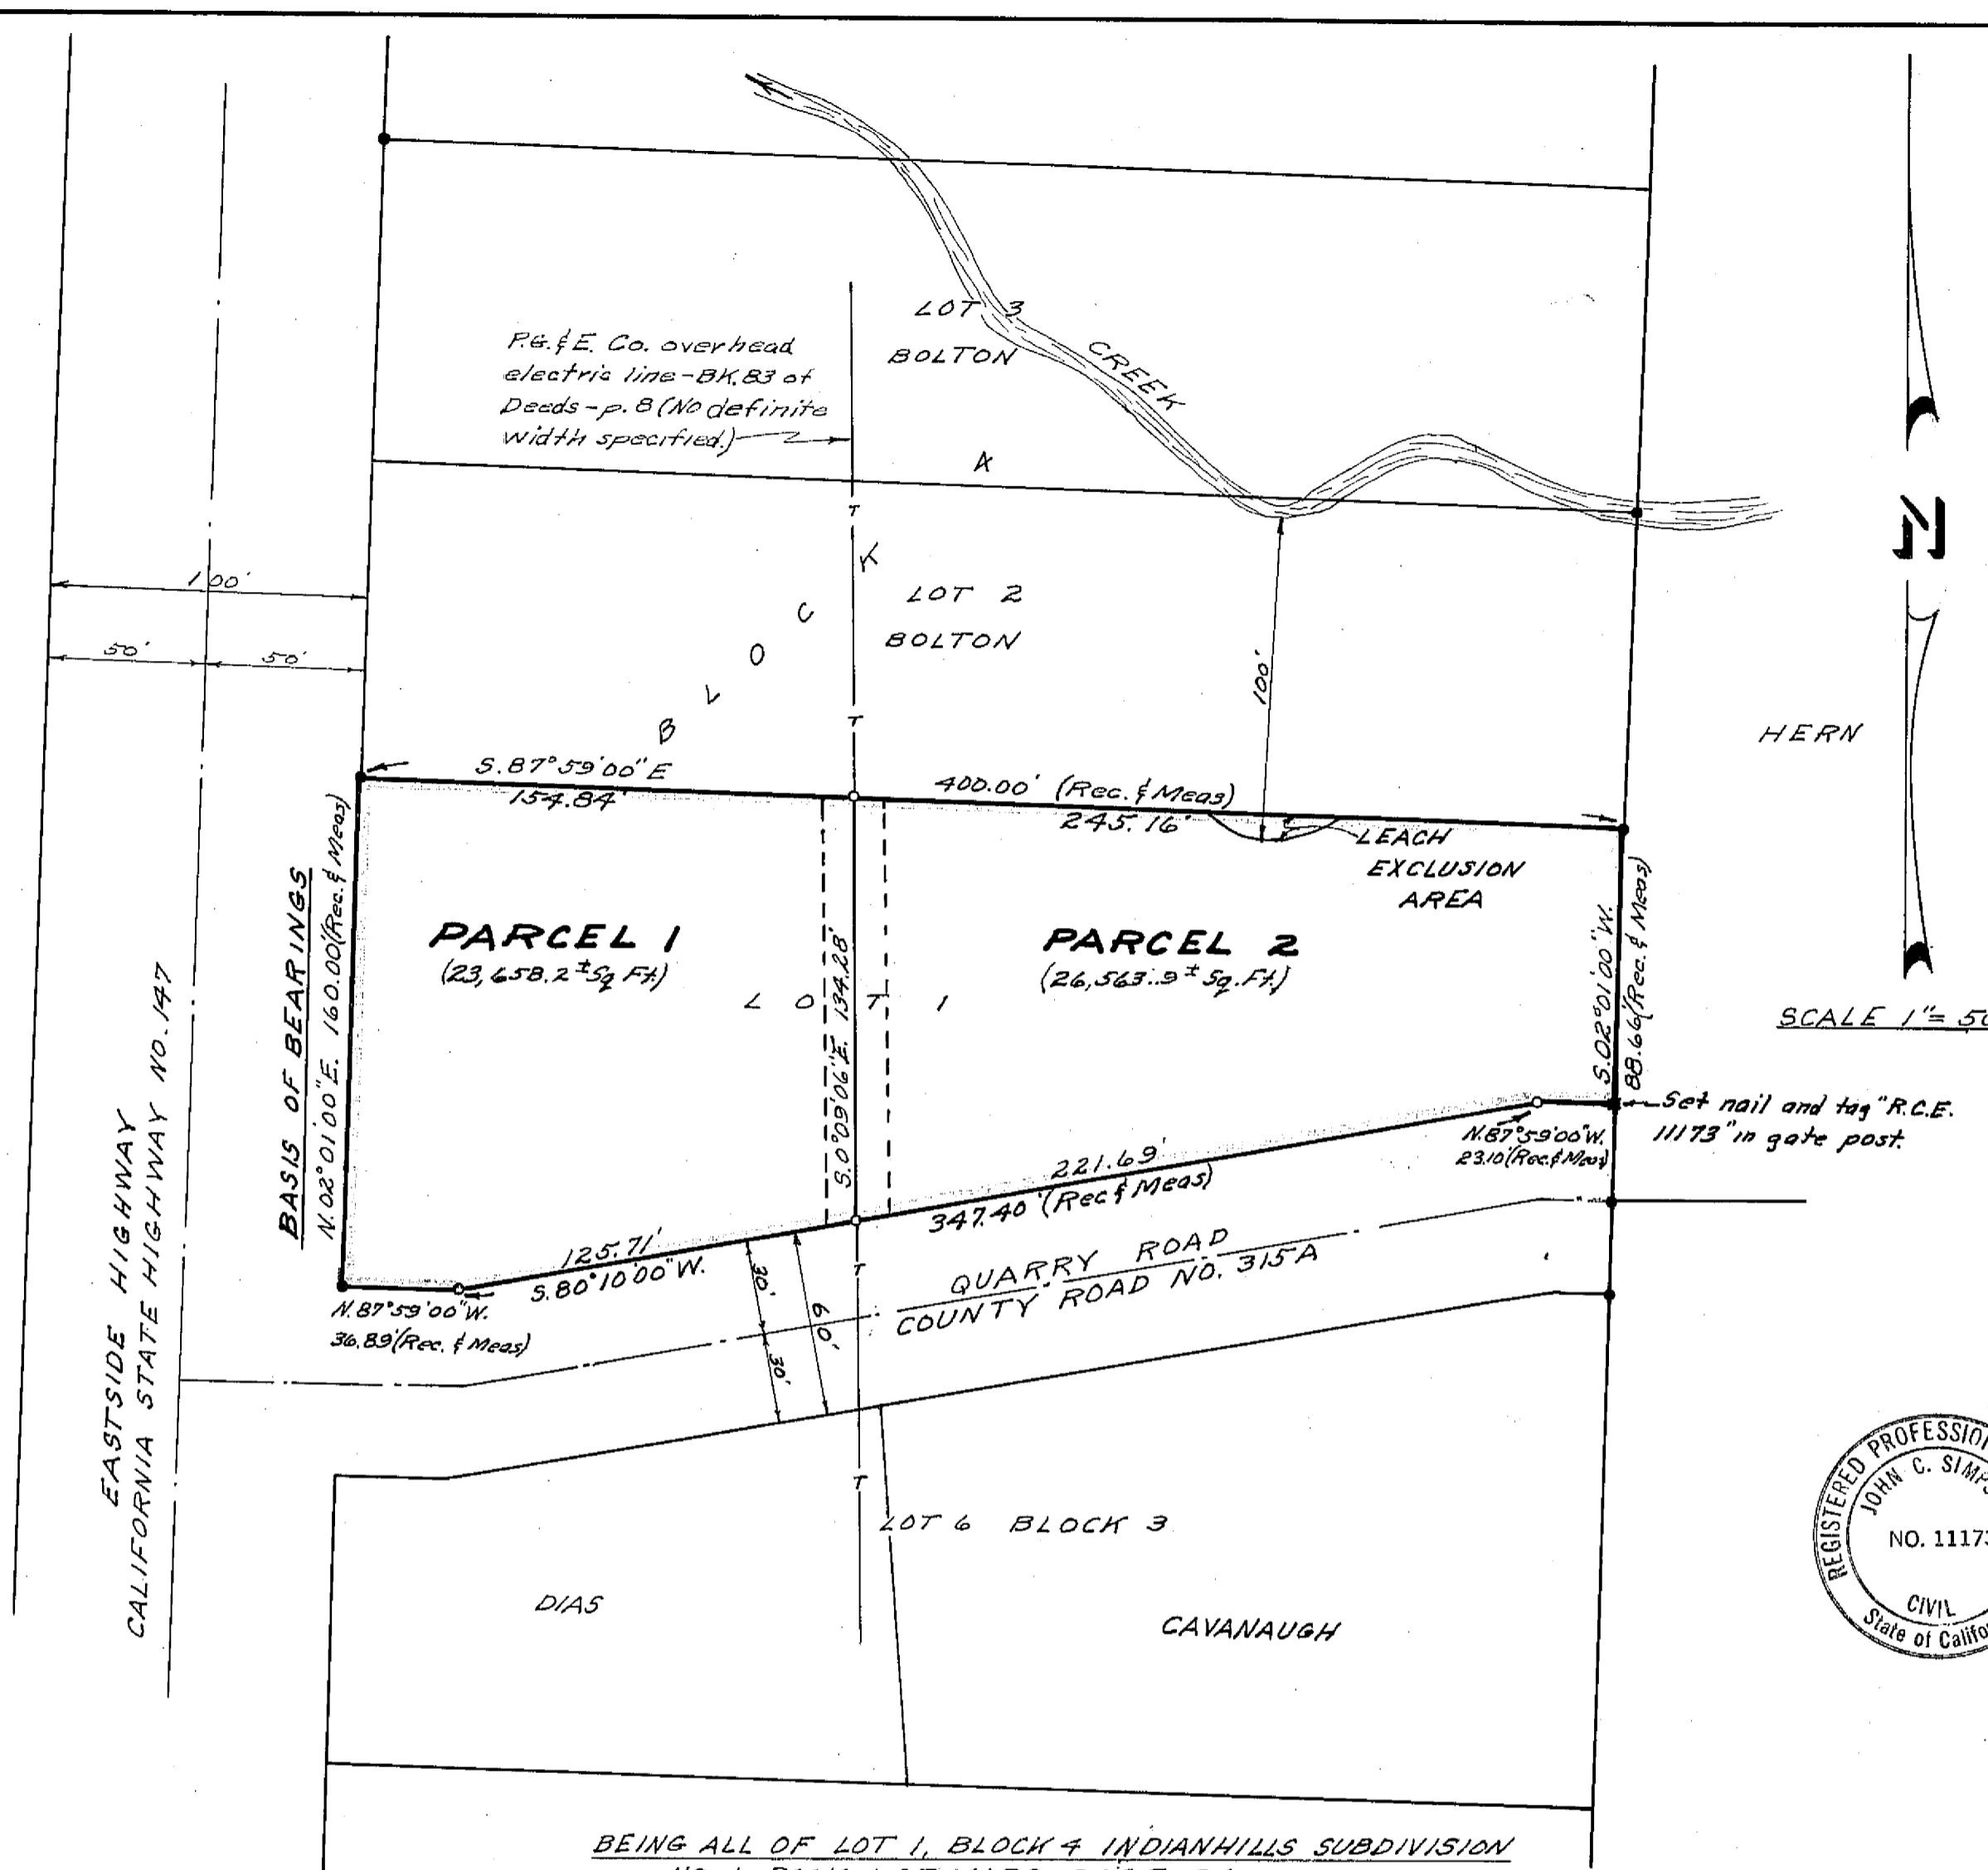 P.G.&E. Co. overhead
electric line-BK.83 of
Deeds-p.8 (No definite
width specified.)
LOT 3
BOLTON
CREEK
LOT 2
BOLTON
BLOCK 4
T
T
100'
50' 50'
100'
HERN
N
SCALE 1"=
S.87°59'00"E 400.00' (Rec.&Meas)
154.84' 245.16'
LEACH
EXCLUSION
AREA
BASIS OF BEARINGS
N.02°01'00"E. 160.00'(Rec.&Meas)
PARCEL 1
(23,658.2±Sq Ft.)
LOT 1
S.0°09'06"E. 134.28'
PARCEL 2
(26,563.9± Sq.Ft.)
S.02°01'00"W.
88.66'(Rec.&Meas)
Set nail and tag "R.C.E.
11173" in gate post.
N.87°59'00"W.
23.10'(Rec.&Meas)
221.69'
347.40'(Rec & Meas)
125.71'
S.80°10'00"W.
N.87°59'00"W.
36.89'(Rec.& Meas)
30'
60'
30'
T
QUARRY ROAD
COUNTY ROAD NO. 315A
EASTSIDE HIGHWAY
CALIFORNIA STATE HIGHWAY NO.147
T
LOT 6 BLOCK 3
DIAS
CAVANAUGH
REGISTERED
JOHN C.
CIVIL
State of
BEING ALL OF LOT 1, BLOCK 4 INDIANHILLS SUBDIVISION